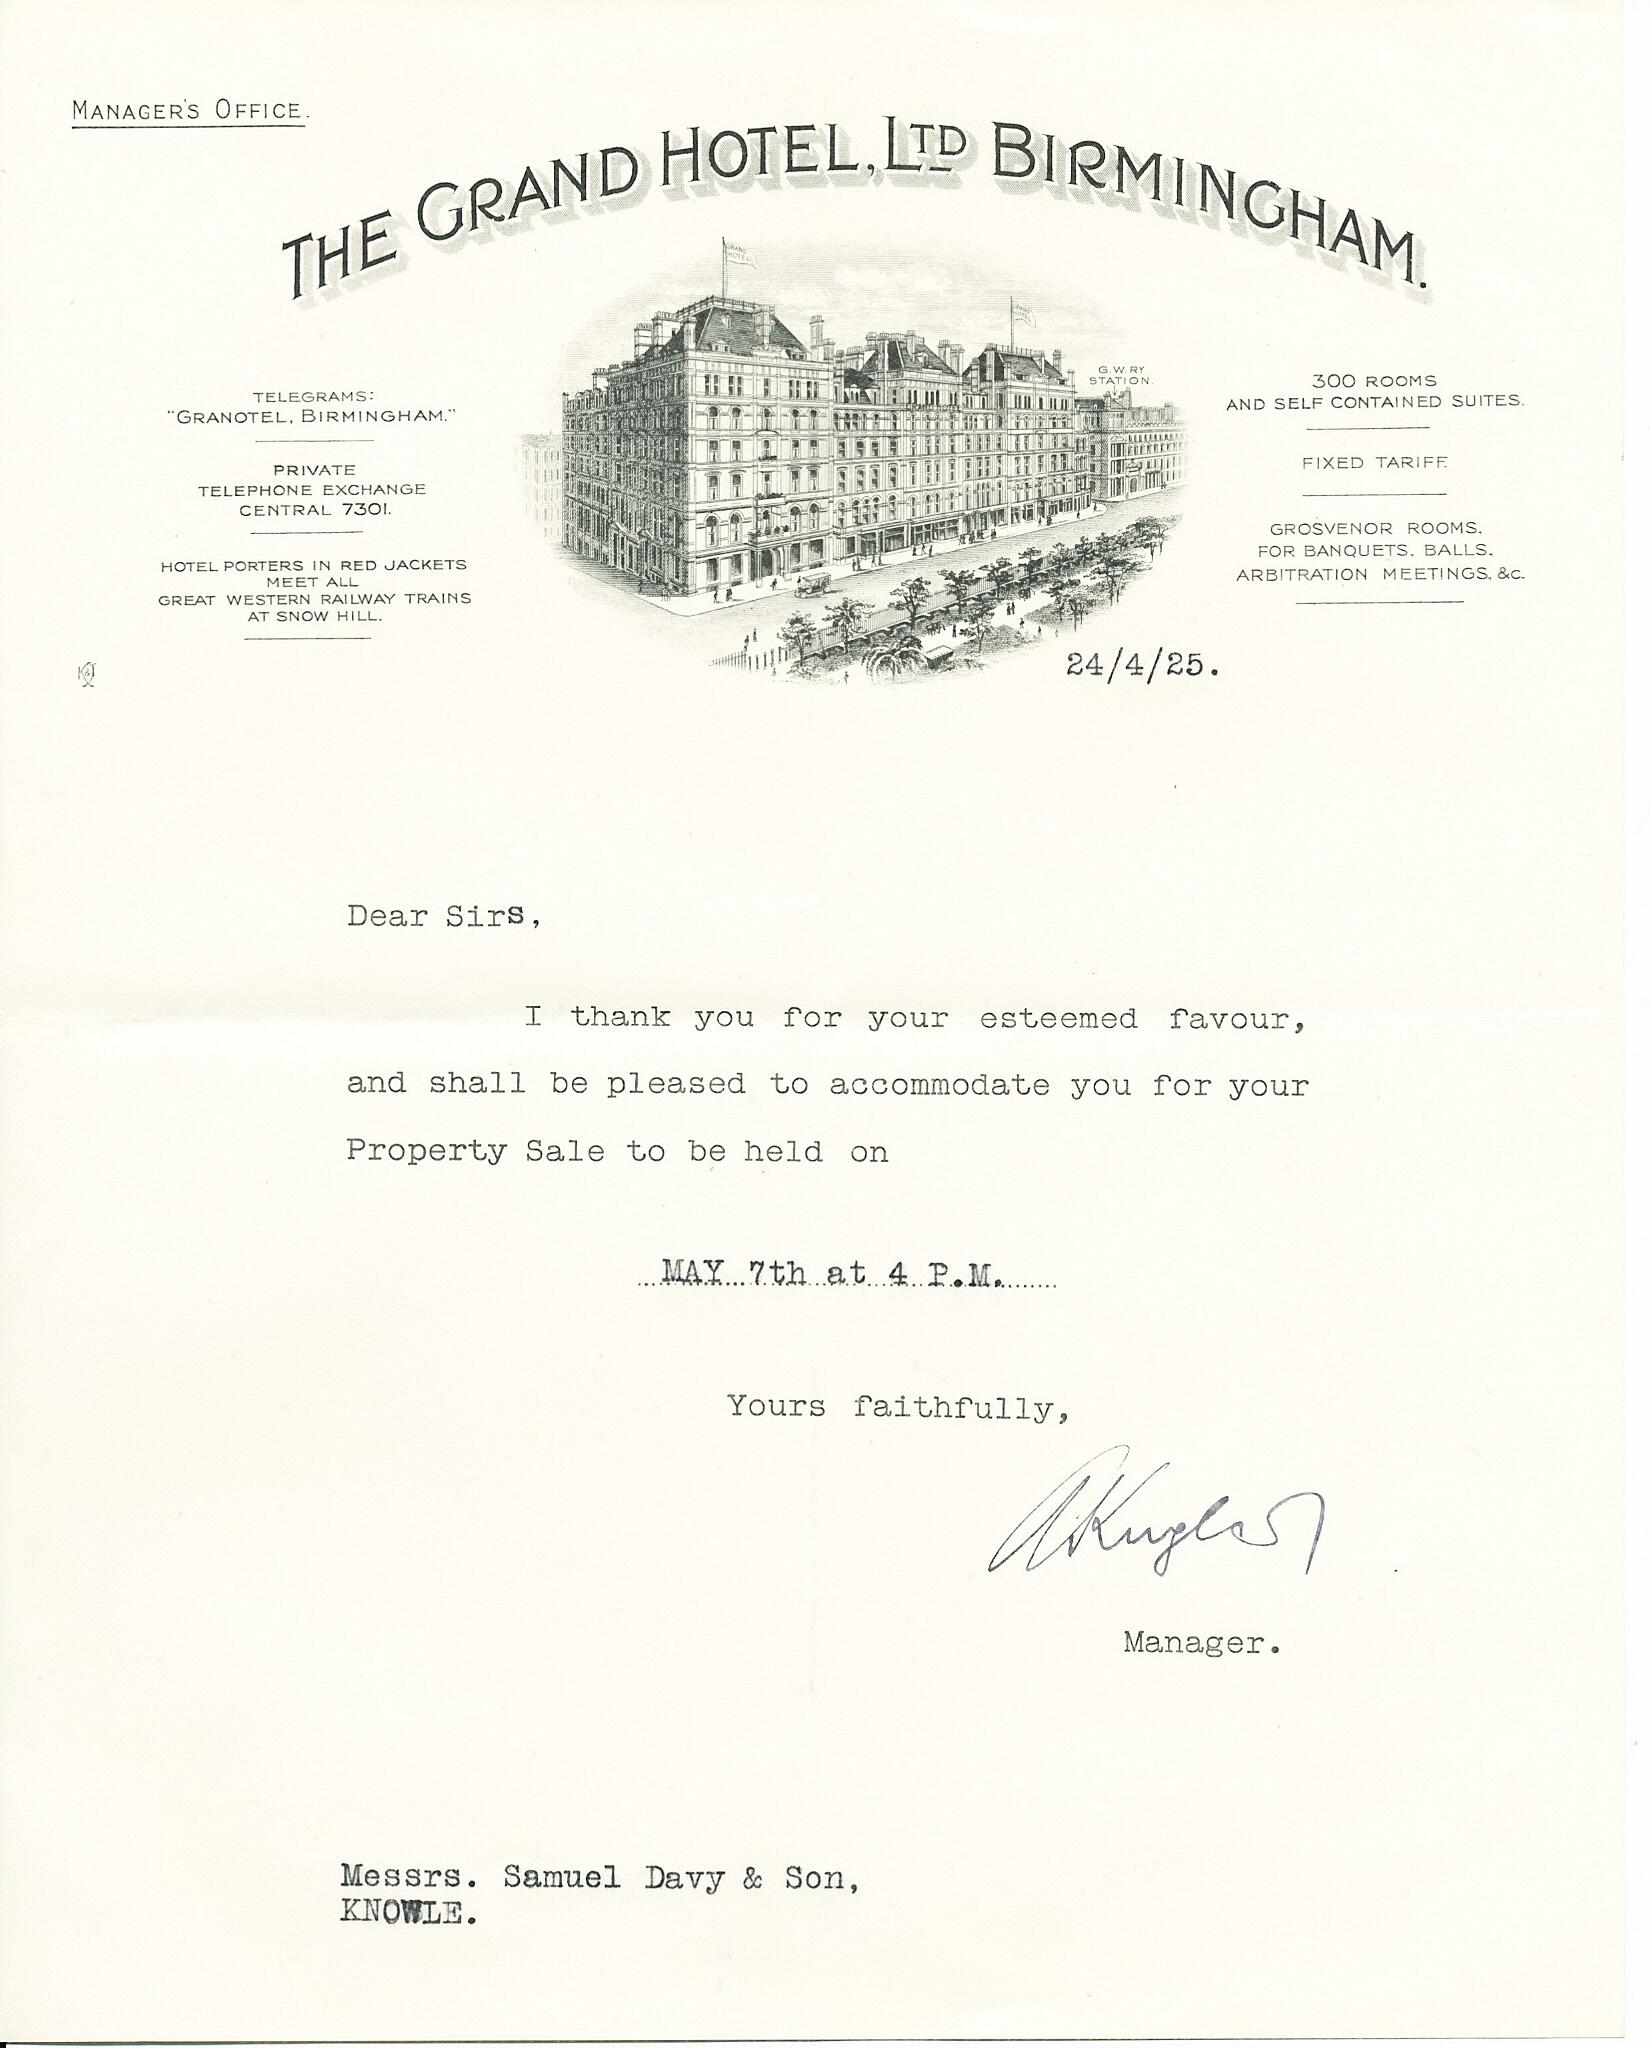 MANAGER'S OFFICE.
THE GRAND HOTEL, LTD BIRMINGHAM.
GRAND
HOTEL
G.W.RY
STATION.
TELEGRAMS:
"GRANOTEL, BIRMINGHAM."
PRIVATE
TELEPHONE EXCHANGE
CENTRAL 7301.
HOTEL PORTERS IN RED JACKETS
MEET ALL
GREAT WESTERN RAILWAY TRAINS
AT SNOW HILL.
300 ROOMS
AND SELF CONTAINED SUITES.
FIXED TARIFF.
GROSVENOR ROOMS.
FOR BANQUETS, BALLS,
ARBITRATION MEETINGS, &c.
24/4/25.
Dear Sirs,
I thank you for your esteemed favour,
and shall be pleased to accommodate you for your
Property Sale to be held on
MAY 7th at 4 P.M.
Yours faithfully,
A Kugler
Manager.
Messrs. Samuel Davy & Son,
KNOWLE.